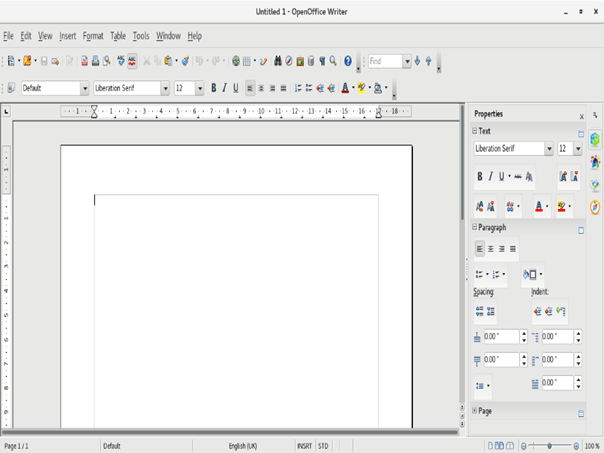 Untitled 1 - OpenOffice Writer
File Edit View Insert Format Table Tools Window Help
Find
Default Liberation Serif 12 B I U
1 1 2 3 4 5 6 7 8 9 10 11 12 13 14 15 16 17 18
Properties
Text
Liberation Serif 12
B I U
Paragraph
Spacing: Indent:
0.00 " 0.00 "
0.00 " 0.00 "
0.00 "
Page
Page 1 / 1 Default English (UK) INSRT STD 100 %